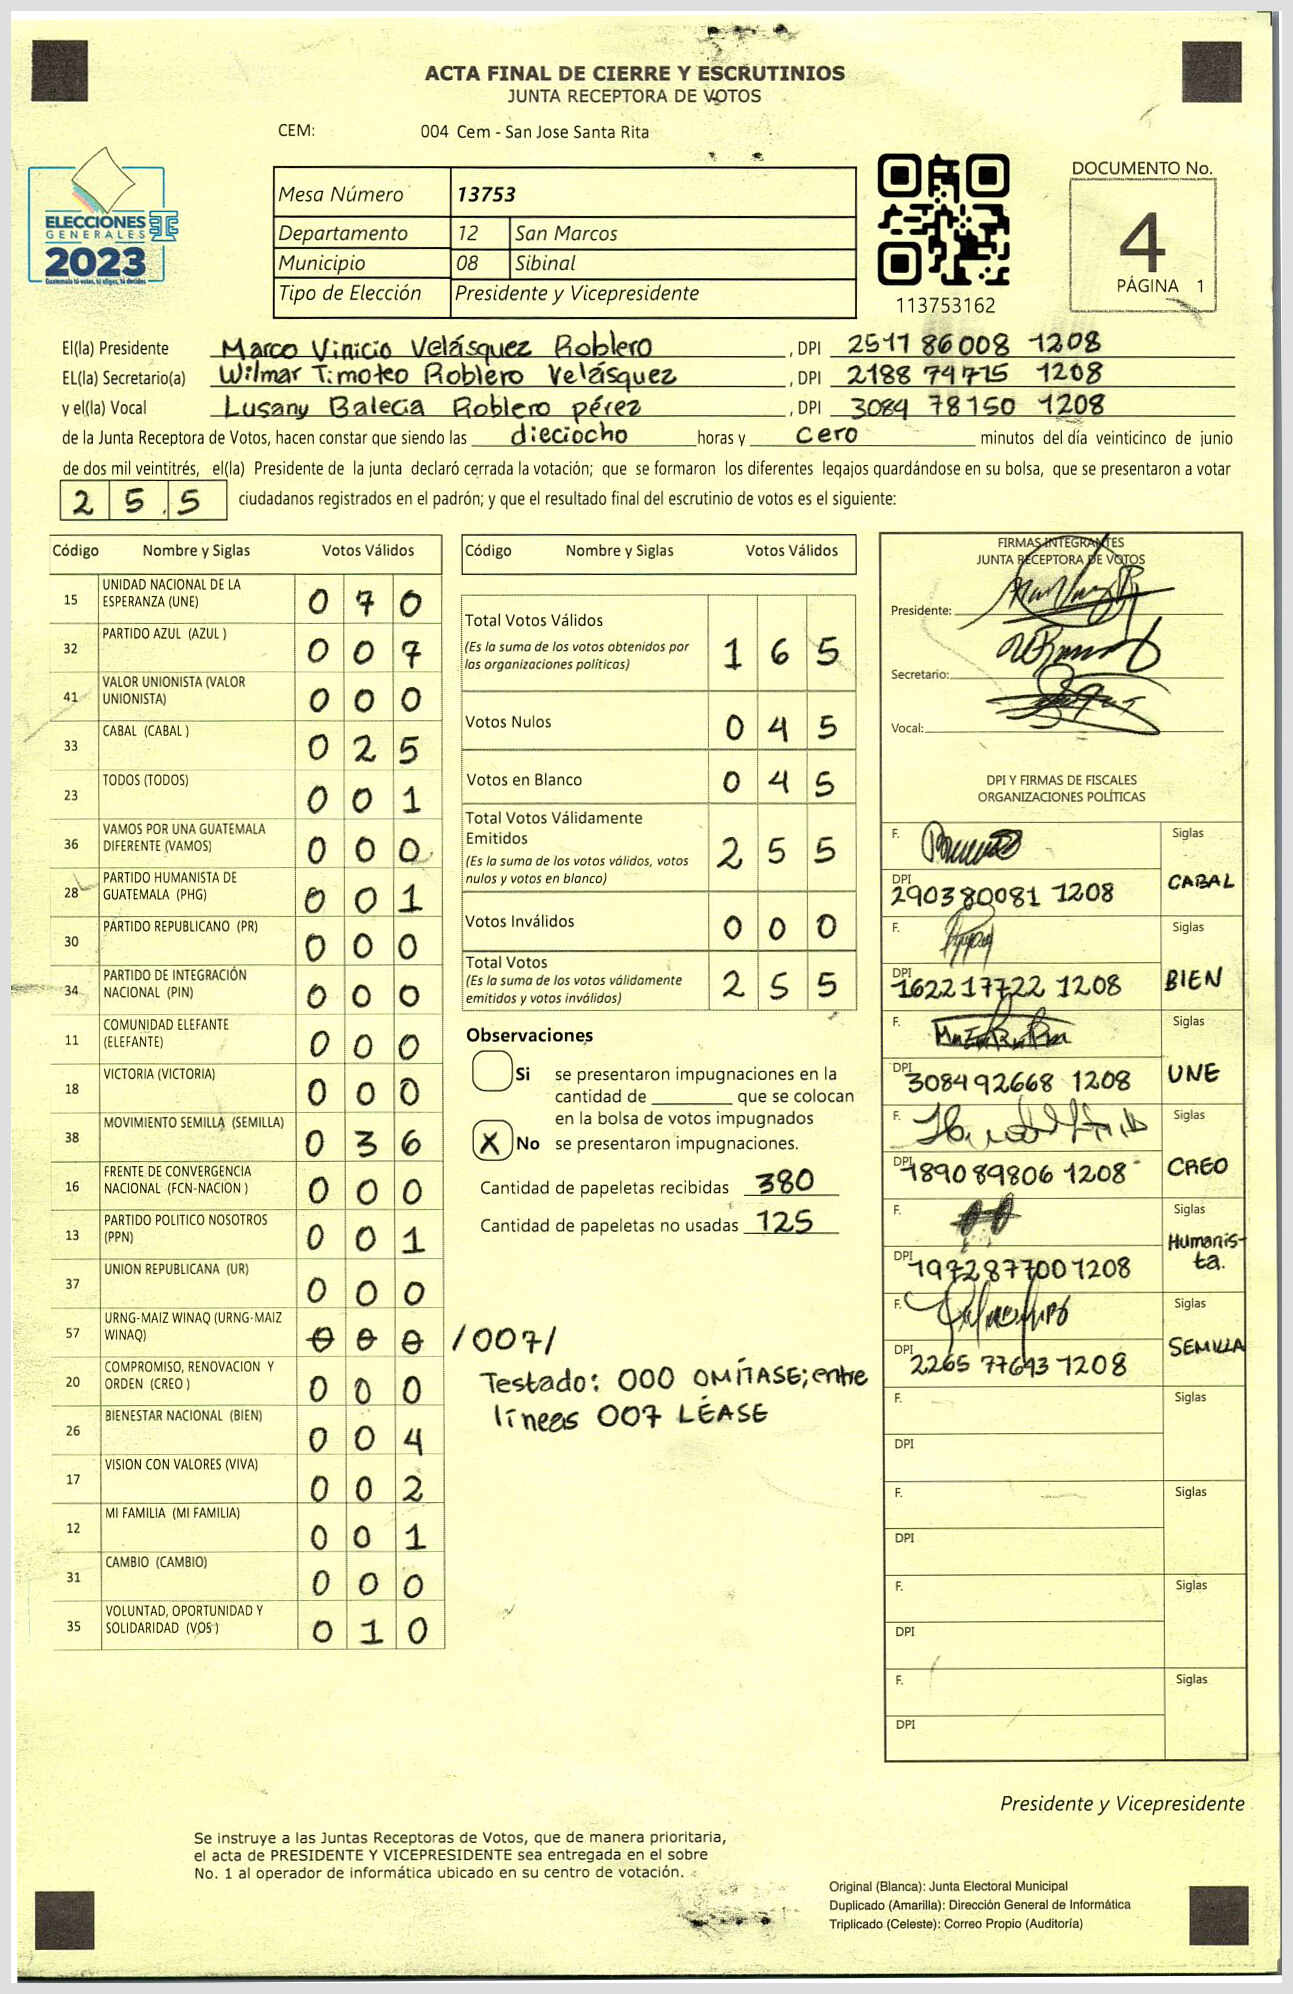 ACTA FINAL DE CIERRE Y ESCRUTINIOS
JUNTA RECEPTORA DE VOTOS
CEM: 004 Cem - San Jose Santa Rita
ELECCIONES
GENERALES
2023
Guatemala tú votas, tú eliges, tú decides
TSE
Mesa Número 13753
Departamento 12 San Marcos
Municipio 08 Sibinal
Tipo de Elección Presidente y Vicepresidente
113753162
DOCUMENTO No.
4
PÁGINA 1
El(la) Presidente Marco Vinicio Velásquez Roblero , DPI 2517 86008 1208
EL(la) Secretario(a) Wilmar Timoteo Roblero Velásquez , DPI 2188 74715 1208
y el(la) Vocal Lusany Balecia Roblero pérez , DPI 3084 78150 1208
de la Junta Receptora de Votos, hacen constar que siendo las dieciocho horas y cero minutos del día veinticinco de junio
de dos mil veintitrés, el(la) Presidente de la junta declaró cerrada la votación; que se formaron los diferentes legajos guardándose en su bolsa, que se presentaron a votar
2 5 5 ciudadanos registrados en el padrón; y que el resultado final del escrutinio de votos es el siguiente:
Código Nombre y Siglas Votos Válidos
15 UNIDAD NACIONAL DE LA ESPERANZA (UNE) 0 7 0
32 PARTIDO AZUL (AZUL ) 0 0 7
41 VALOR UNIONISTA (VALOR UNIONISTA) 0 0 0
33 CABAL (CABAL ) 0 2 5
23 TODOS (TODOS) 0 0 1
36 VAMOS POR UNA GUATEMALA DIFERENTE (VAMOS) 0 0 0
28 PARTIDO HUMANISTA DE GUATEMALA (PHG) 0 0 1
30 PARTIDO REPUBLICANO (PR) 0 0 0
34 PARTIDO DE INTEGRACIÓN NACIONAL (PIN) 0 0 0
11 COMUNIDAD ELEFANTE (ELEFANTE) 0 0 0
18 VICTORIA (VICTORIA) 0 0 0
38 MOVIMIENTO SEMILLA (SEMILLA) 0 3 6
16 FRENTE DE CONVERGENCIA NACIONAL (FCN-NACION ) 0 0 0
13 PARTIDO POLITICO NOSOTROS (PPN) 0 0 1
37 UNION REPUBLICANA (UR) 0 0 0
57 URNG-MAIZ WINAQ (URNG-MAIZ WINAQ) 0 0 0 /007/
20 COMPROMISO, RENOVACION Y ORDEN (CREO ) 0 0 0
26 BIENESTAR NACIONAL (BIEN) 0 0 4
17 VISION CON VALORES (VIVA) 0 0 2
12 MI FAMILIA (MI FAMILIA) 0 0 1
31 CAMBIO (CAMBIO) 0 0 0
35 VOLUNTAD, OPORTUNIDAD Y SOLIDARIDAD (VOS ) 0 1 0
Código Nombre y Siglas Votos Válidos
Total Votos Válidos
(Es la suma de los votos obtenidos por
las organizaciones politicas) 1 6 5
Votos Nulos 0 4 5
Votos en Blanco 0 4 5
Total Votos Válidamente
Emitidos
(Es la suma de los votos válidos, votos
nulos y votos en blanco) 2 5 5
Votos Inválidos 0 0 0
Total Votos
(Es la suma de los votos válidamente
emitidos y votos inválidos) 2 5 5
Observaciones
Si se presentaron impugnaciones en la
cantidad de ________ que se colocan
en la bolsa de votos impugnados
X No se presentaron impugnaciones.
Cantidad de papeletas recibidas 380
Cantidad de papeletas no usadas 125
Testado: 000 OMÍTASE; entre
líneas 007 LÉASE
FIRMAS INTEGRANTES
JUNTA RECEPTORA DE VOTOS
Presidente:
Secretario:
Vocal:
DPI Y FIRMAS DE FISCALES
ORGANIZACIONES POLÍTICAS
F. Siglas
DPI 290380081 1208 CABAL
F. Siglas
DPI 1622 17722 1208 BIEN
F. Siglas
DPI 3084 92668 1208 UNE
F. Siglas
DPI 1890 89806 1208 CREO
F. Siglas
DPI 1972 87700 1208 Humanis-
ta.
F. Siglas
DPI 2265 77643 1208 SEMILLA
F. Siglas
DPI
F. Siglas
DPI
F. Siglas
DPI
F. Siglas
DPI
Presidente y Vicepresidente
Se instruye a las Juntas Receptoras de Votos, que de manera prioritaria,
el acta de PRESIDENTE Y VICEPRESIDENTE sea entregada en el sobre
No. 1 al operador de informática ubicado en su centro de votación.
Original (Blanca): Junta Electoral Municipal
Duplicado (Amarilla): Dirección General de Informática
Triplicado (Celeste): Correo Propio (Auditoría)